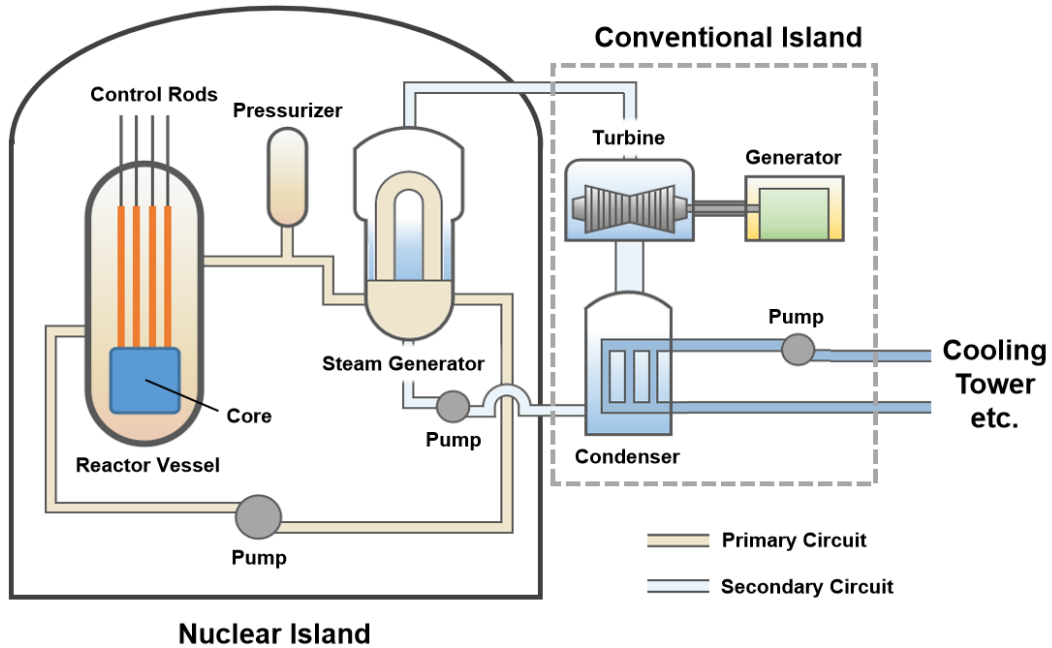 Conventional Island
Control Rods
Pressurizer
Turbine
Generator
Pump
Cooling
Tower
etc.
Steam Generator
Core
Pump
Condenser
Reactor Vessel
Pump
Primary Circuit
Secondary Circuit
Nuclear Island